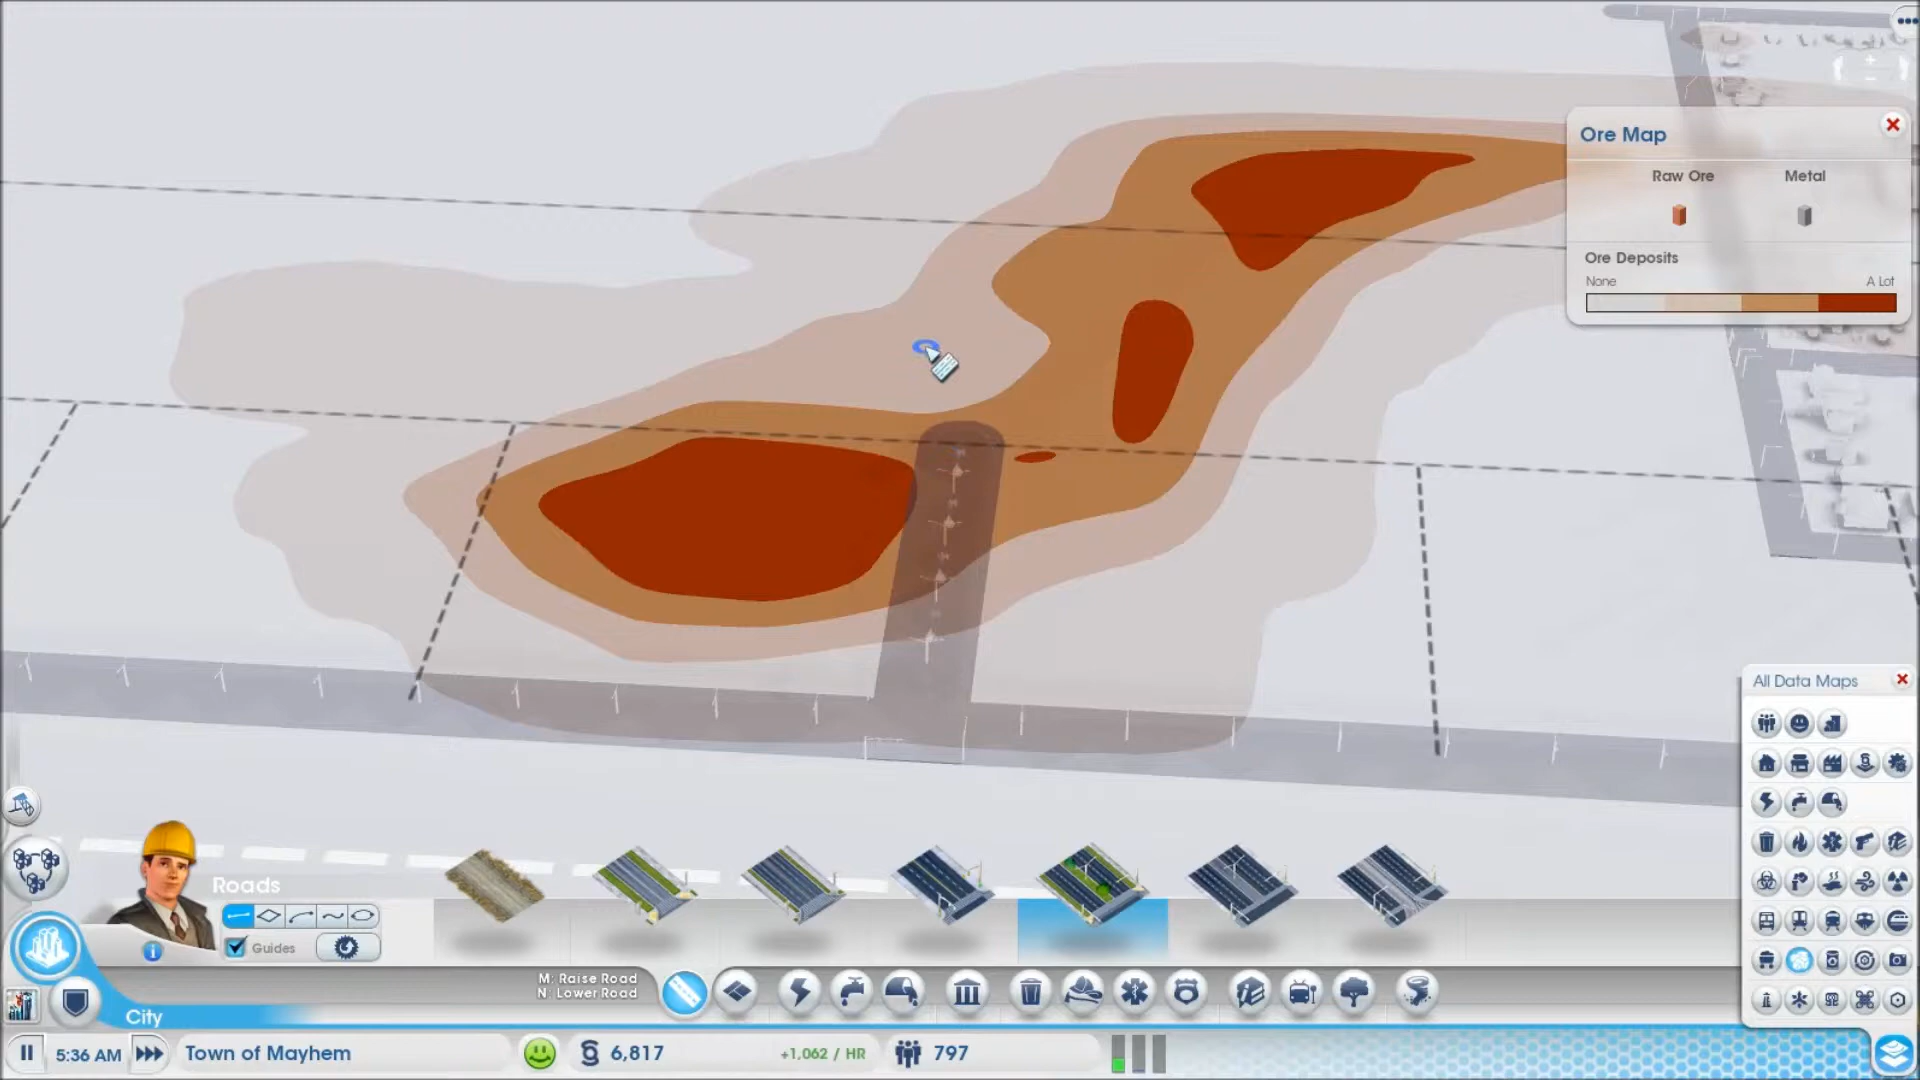 Ore Map
Raw Ore Metal
Ore Deposits
None A Lot
All Data Maps
Roads
Guides
M: Raise Road
N: Lower Road
City
5:36 AM Town of Mayhem 6,817 +1,062 / HR 797